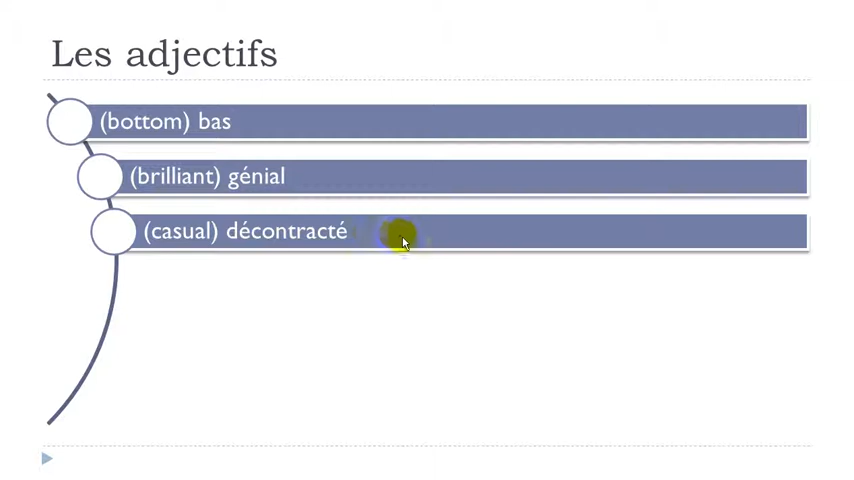 Les adjectifs
(bottom) bas
(brilliant) génial
(casual) décontracté